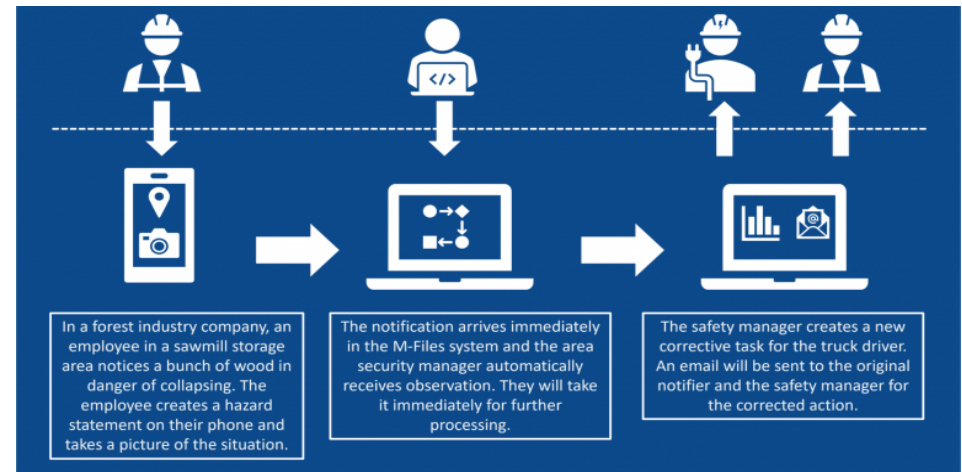 </>
In a forest industry company, an
employee in a sawmill storage
area notices a bunch of wood in
danger of collapsing. The
employee creates a hazard
statement on their phone and
takes a picture of the situation.
The notification arrives immediately
in the M-Files system and the area
security manager automatically
receives observation. They will take
it immediately for further
processing.
@
The safety manager creates a new
corrective task for the truck driver.
An email will be sent to the original
notifier and the safety manager for
the corrected action.